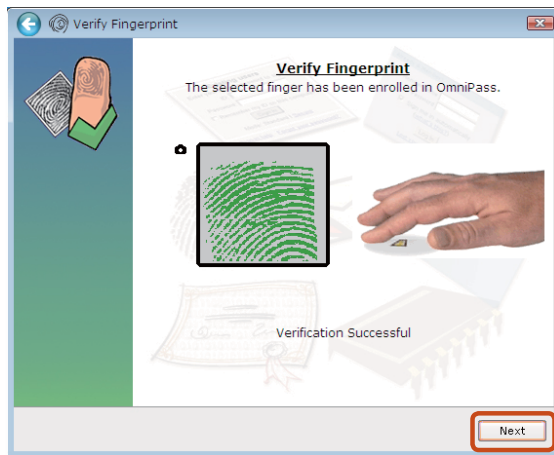 Verify Fingerprint
Verify Fingerprint
The selected finger has been enrolled in OmniPass.
Verification Successful
Next